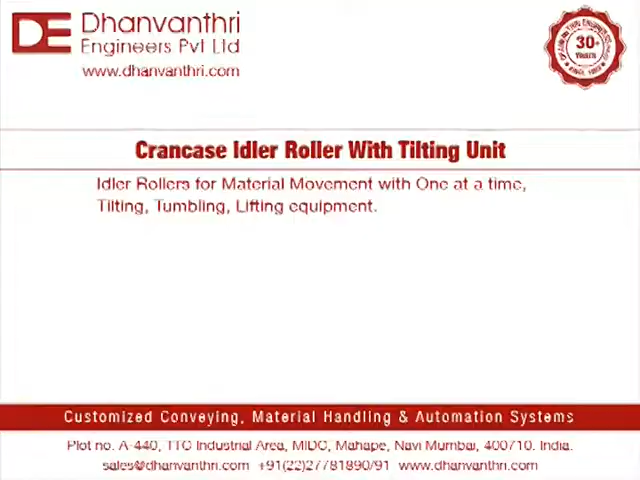 DE Dhanvanthri
Engineers Pvt Ltd
www.dhanvanthri.com
30+
YEARS
Crancase Idler Roller With Tilting Unit
Idler Rollers for Material Movement with One at a time,
Tilting, Tumbling, Lifting equipment.
Customized Conveying, Material Handling & Automation Systems
Plot no. A-440, TTC Industrial Area, MIDC, Mahape, Navi Mumbai, 400710. India.
sales@dhanvanthri.com +91(22)27781890/91 www.dhanvanthri.com